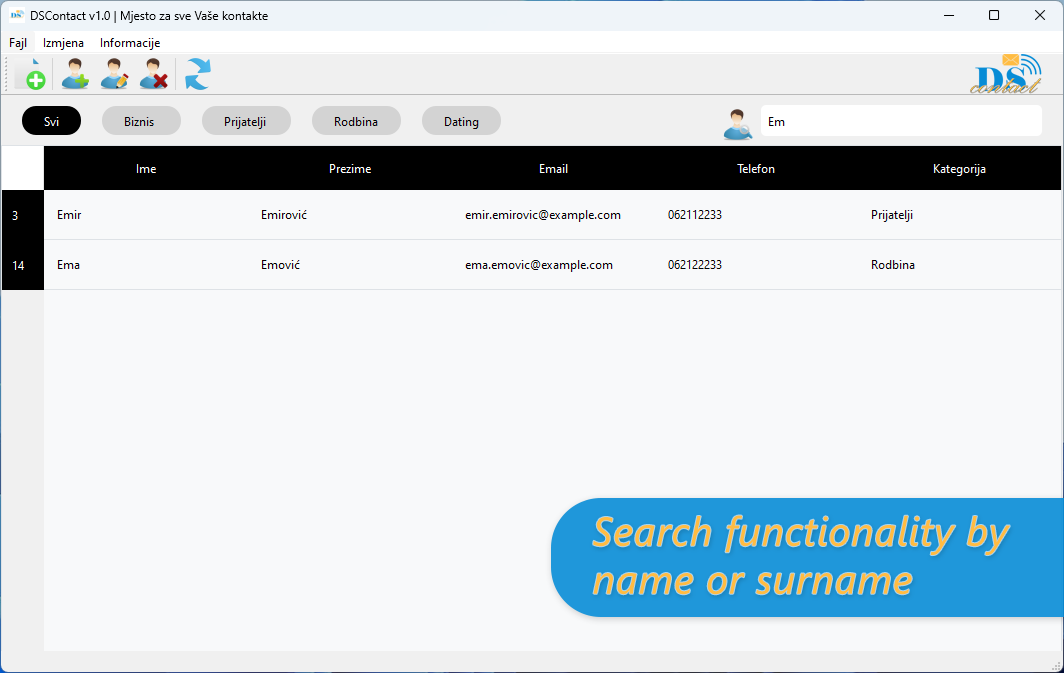 DSContact v1.0 | Mjesto za sve Vaše kontakte
Fajl Izmjena Informacije
DS
contact
Svi Biznis Prijatelji Rodbina Dating Em
Ime Prezime Email Telefon Kategorija
3 Emir Emirović emir.emirovic@example.com 062112233 Prijatelji
14 Ema Emović ema.emovic@example.com 062122233 Rodbina
Search functionality by
name or surname